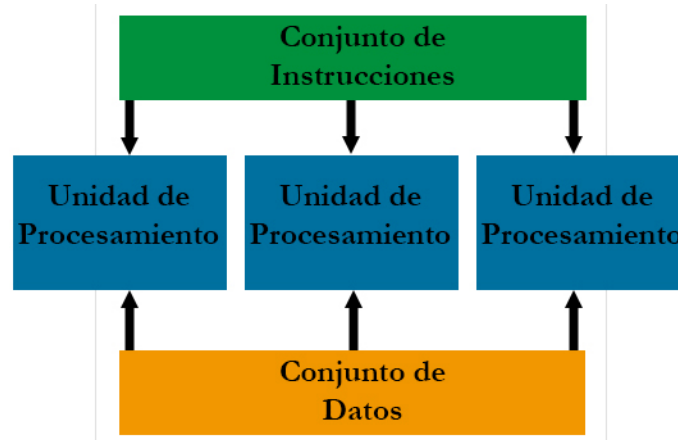 Conjunto de
Instrucciones
Unidad de
Procesamiento
Unidad de
Procesamiento
Unidad de
Procesamiento
Conjunto de
Datos